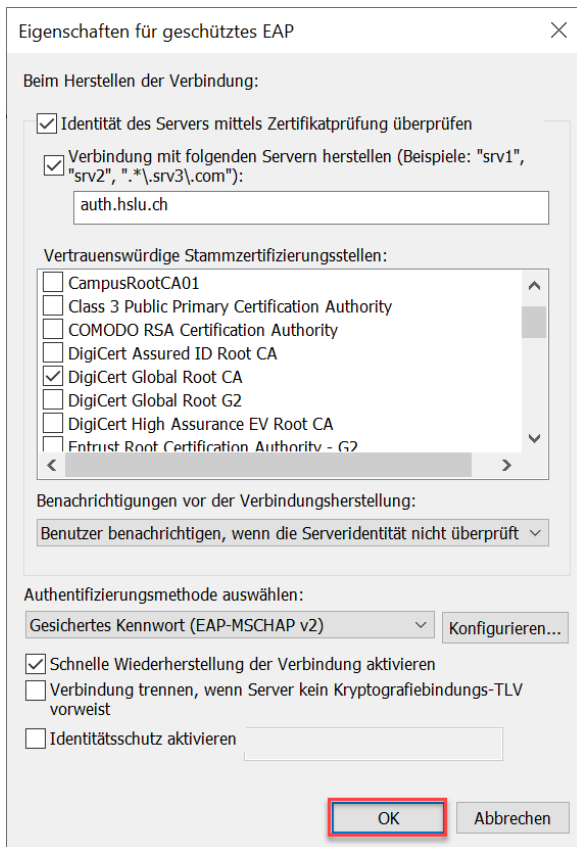 Eigenschaften für geschütztes EAP
Beim Herstellen der Verbindung:
Identität des Servers mittels Zertifikatprüfung überprüfen
Verbindung mit folgenden Servern herstellen (Beispiele: "srv1",
"srv2", ".*\.srv3\.com"):
auth.hslu.ch
Vertrauenswürdige Stammzertifizierungsstellen:
CampusRootCA01
Class 3 Public Primary Certification Authority
COMODO RSA Certification Authority
DigiCert Assured ID Root CA
DigiCert Global Root CA
DigiCert Global Root G2
DigiCert High Assurance EV Root CA
Entrust Root Certification Authority - G2
Benachrichtigungen vor der Verbindungsherstellung:
Benutzer benachrichtigen, wenn die Serveridentität nicht überprüft
Authentifizierungsmethode auswählen:
Gesichertes Kennwort (EAP-MSCHAP v2)
Konfigurieren...
Schnelle Wiederherstellung der Verbindung aktivieren
Verbindung trennen, wenn Server kein Kryptografiebindungs-TLV
vorweist
Identitätsschutz aktivieren
OK
Abbrechen